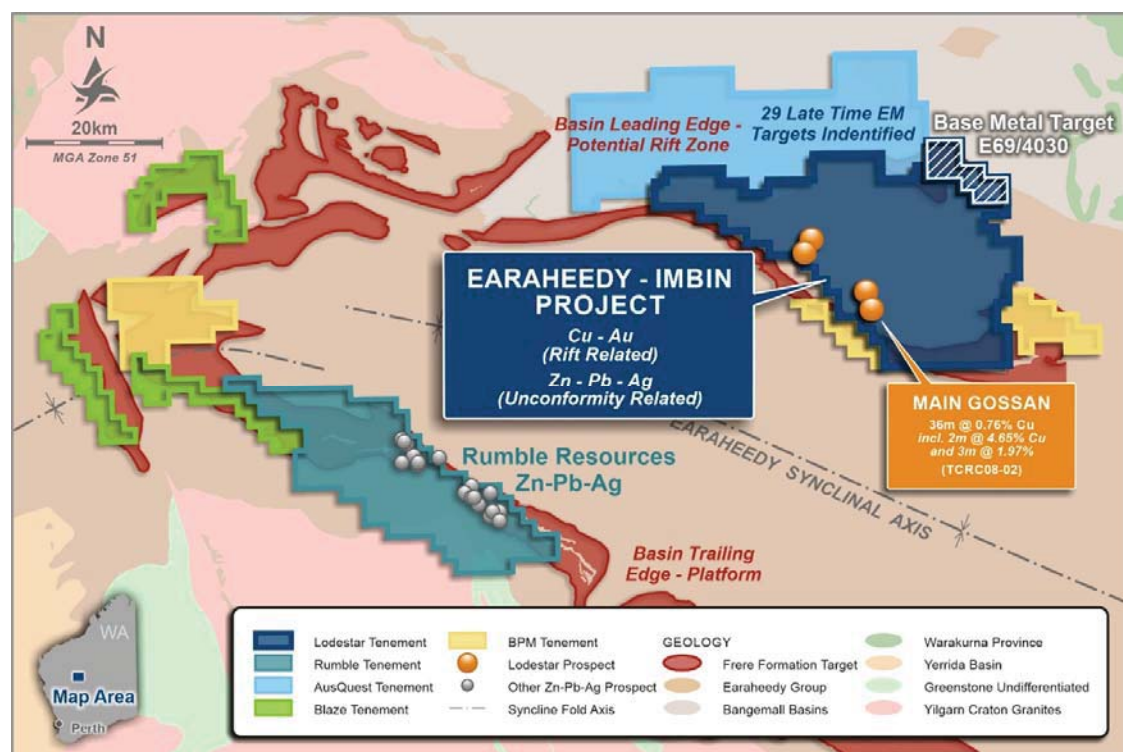 N
20km
MGA Zone 51
Basin Leading Edge -
Potential Rift Zone
29 Late Time EM
Targets Indentified
Base Metal Target
E69/4030
EARAHEEDY - IMBIN
PROJECT
Cu - Au
(Rift Related)
Zn - Pb - Ag
(Unconformity Related)
MAIN GOSSAN
36m @ 0.76% Cu
incl. 2m @ 4.65% Cu
and 3m @ 1.97%
(TCRC08-02)
EARAHEEDY SYNCLINAL AXIS
Rumble Resources
Zn-Pb-Ag
Basin Trailing
Edge - Platform
WA
Map Area
Perth
Lodestar Tenement
Rumble Tenement
AusQuest Tenement
Blaze Tenement
BPM Tenement
Lodestar Prospect
Other Zn-Pb-Ag Prospect
Syncline Fold Axis
GEOLOGY
Frere Formation Target
Earaheedy Group
Bangemall Basins
Warakurna Province
Yerrida Basin
Greenstone Undifferentiated
Yilgarn Craton Granites